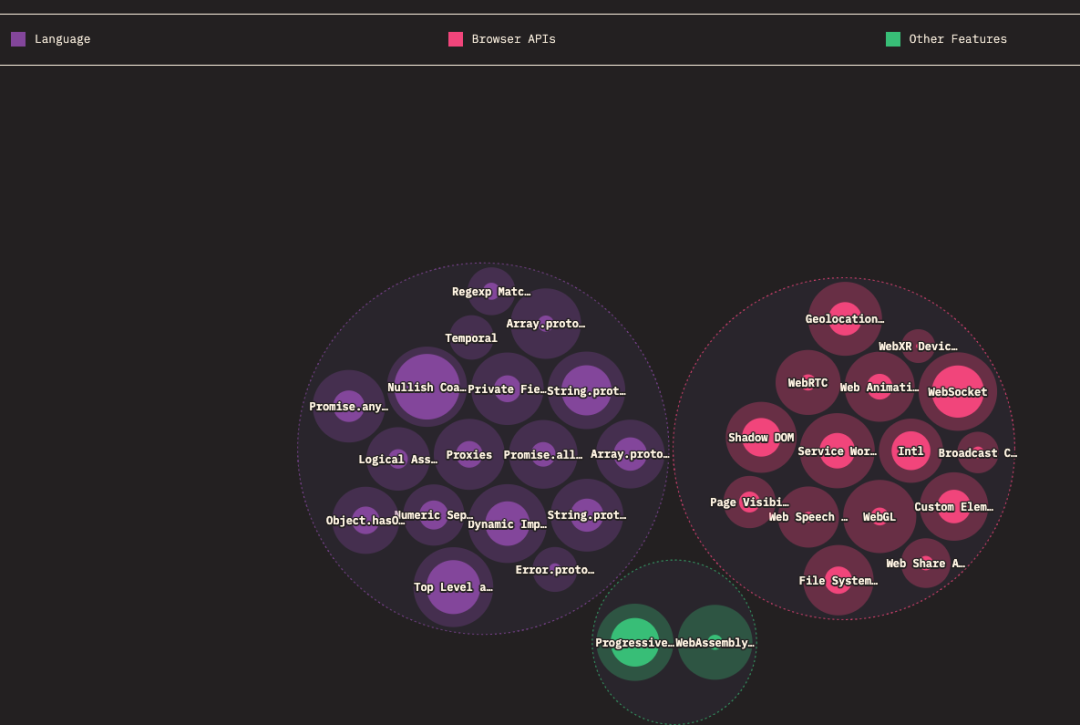 Language
Browser APIs
Other Features
Regexp Matc…
Array.proto…
Temporal
Nullish Coa…
Private Fie…
String.prot…
Promise.any…
Logical Ass…
Proxies
Promise.all…
Array.proto…
Object.hasO…
Numeric Sep…
Dynamic Imp…
String.prot…
Error.proto…
Top Level a…
Geolocation…
WebXR Devic…
WebRTC
Web Animati…
WebSocket
Shadow DOM
Service Wor…
Intl
Broadcast C…
Page Visibi…
Web Speech …
WebGL
Custom Elem…
Web Share A…
File System…
Progressive…
WebAssembly…